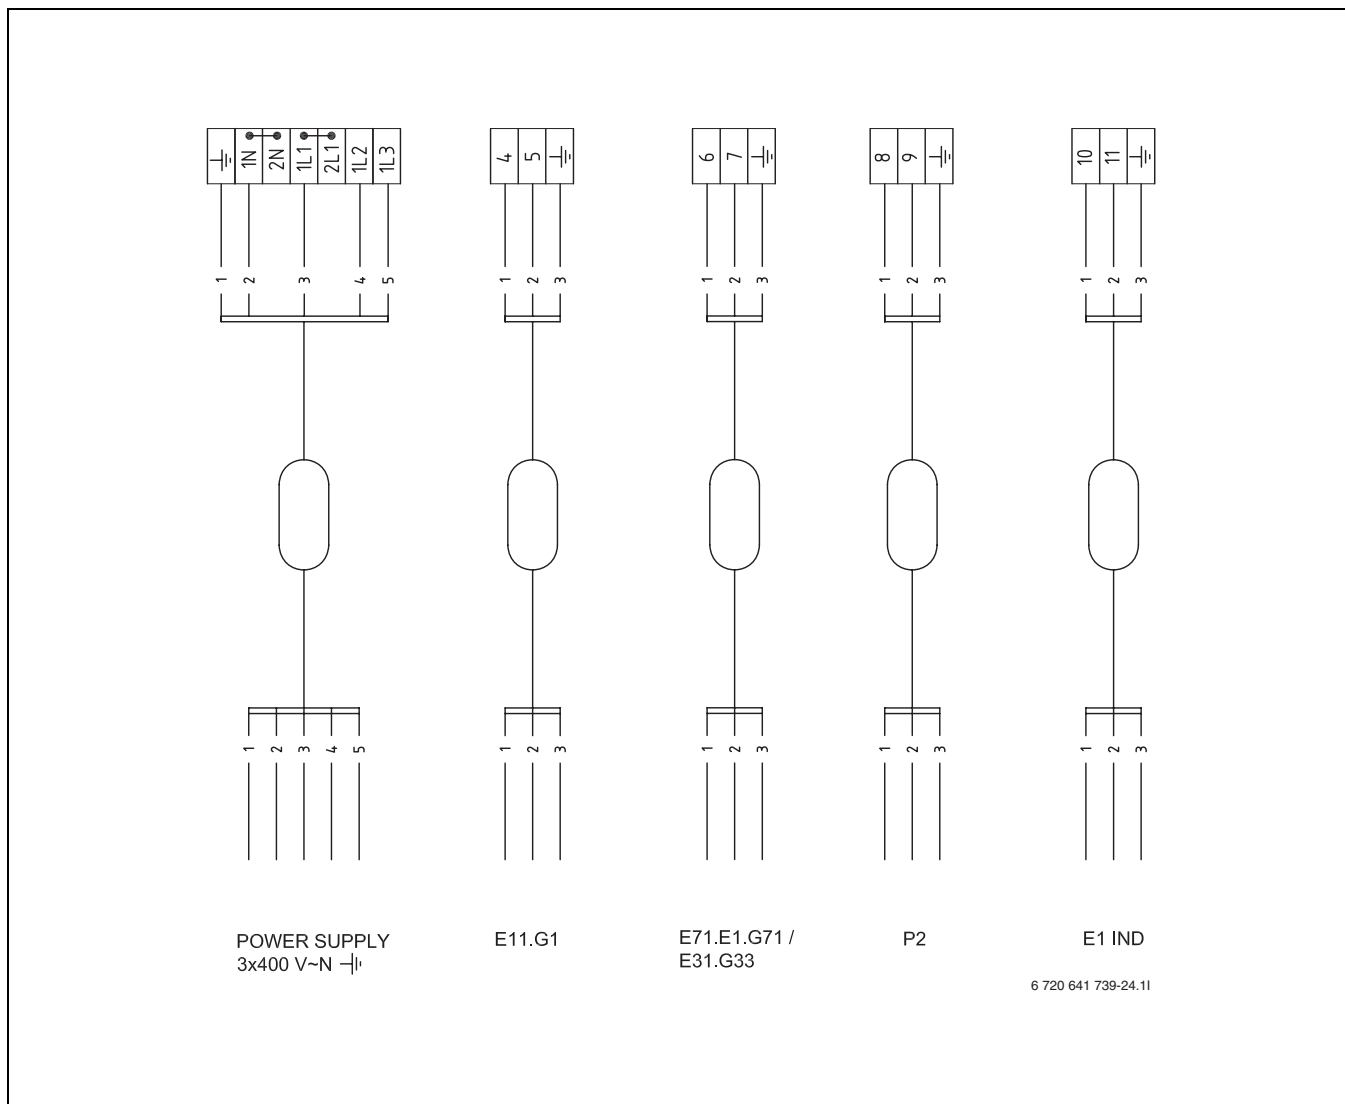 1N 2N 1L1 2L1 1L2 1L3
4 5
6 7
8 9
10 11
1 2 3 4 5
1 2 3
1 2 3
1 2 3
1 2 3
1 2 3 4 5
1 2 3
1 2 3
1 2 3
1 2 3
POWER SUPPLY
3x400 V~N
E11.G1
E71.E1.G71 /
E31.G33
P2
E1 IND
6 720 641 739-24.1I